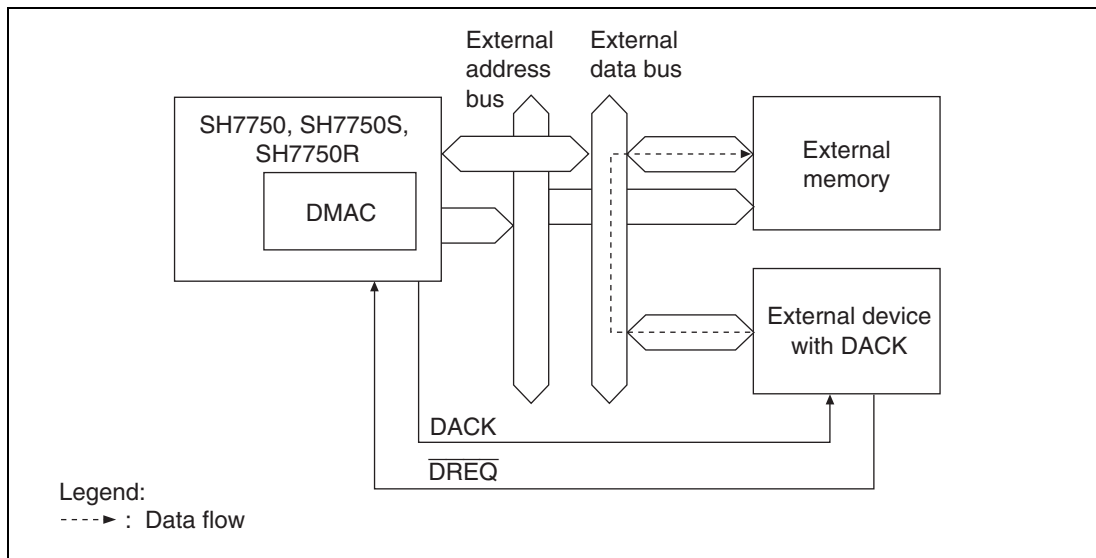 External
address
bus
External
data bus
SH7750, SH7750S,
SH7750R
DMAC
External
memory
External device
with DACK
DACK
DREQ
Legend:
: Data flow